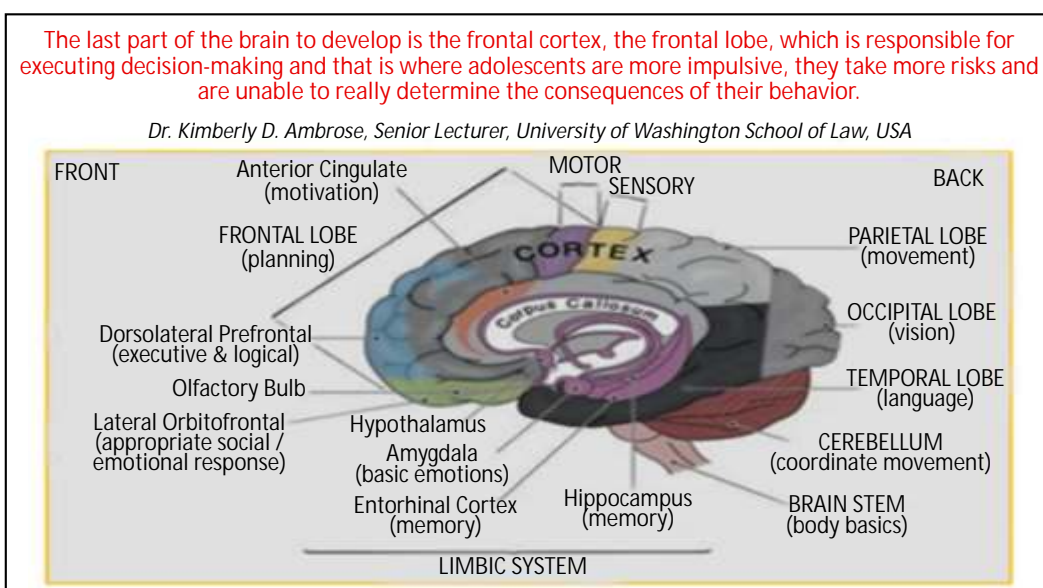 The last part of the brain to develop is the frontal cortex, the frontal lobe, which is responsible for
executing decision-making and that is where adolescents are more impulsive, they take more risks and
are unable to really determine the consequences of their behavior.
Dr. Kimberly D. Ambrose, Senior Lecturer, University of Washington School of Law, USA
FRONT
Anterior Cingulate
(motivation)
MOTOR
SENSORY
BACK
FRONTAL LOBE
(planning)
CORTEX
PARIETAL LOBE
(movement)
Corpus Callosum
OCCIPITAL LOBE
(vision)
Dorsolateral Prefrontal
(executive & logical)
Olfactory Bulb
TEMPORAL LOBE
(language)
Lateral Orbitofrontal
(appropriate social /
emotional response)
Hypothalamus
Amygdala
(basic emotions)
CEREBELLUM
(coordinate movement)
Entorhinal Cortex
(memory)
Hippocampus
(memory)
BRAIN STEM
(body basics)
LIMBIC SYSTEM